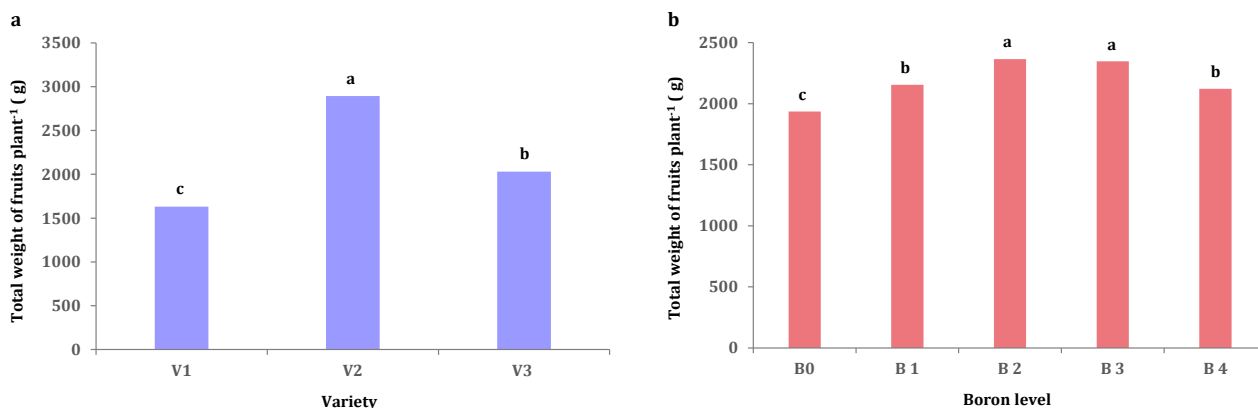 a
Total weight of fruits plant⁻¹ ( g)
3500
3000
2500
2000
1500
1000
500
0
c
a
b
V1 V2 V3
Variety
b
Total weight of fruits plant⁻¹ ( g)
2500
2000
1500
1000
500
0
c
b
a
a
b
B0 B 1 B 2 B 3 B 4
Boron level